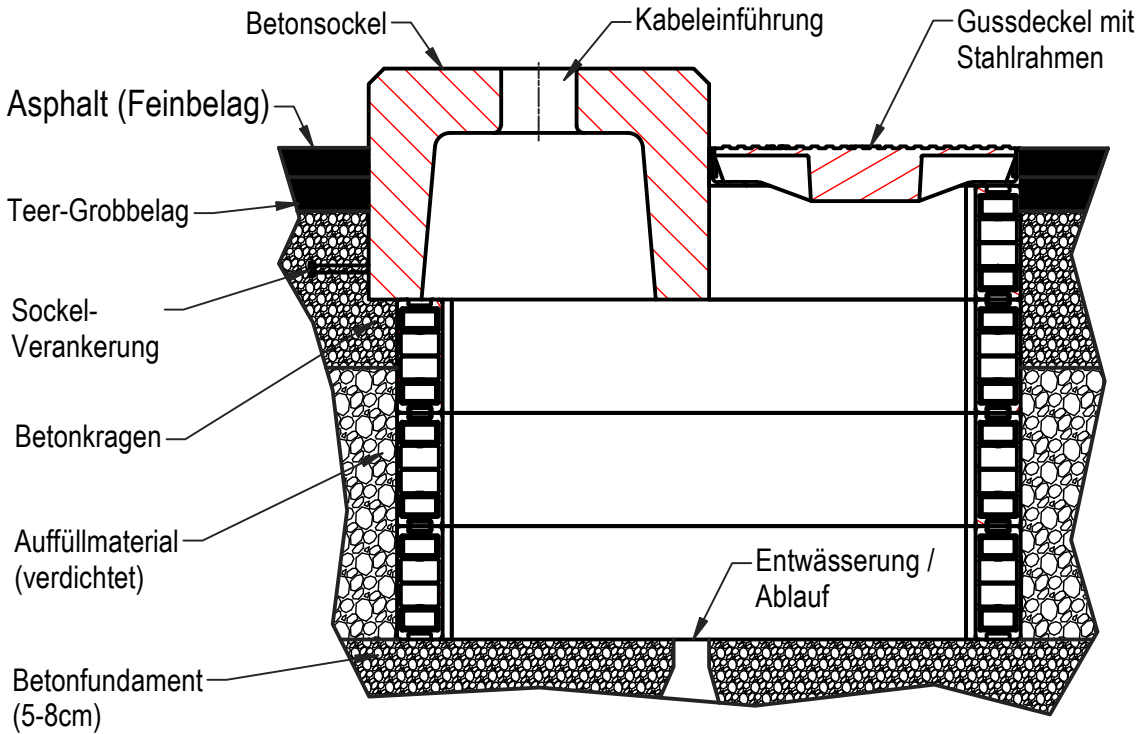 Betonsockel
Kabeleinführung
Gussdeckel mit
Stahlrahmen
Asphalt (Feinbelag)
Teer-Grobbelag
Sockel-
Verankerung
Betonkragen
Auffüllmaterial
(verdichtet)
Entwässerung /
Ablauf
Betonfundament
(5-8cm)